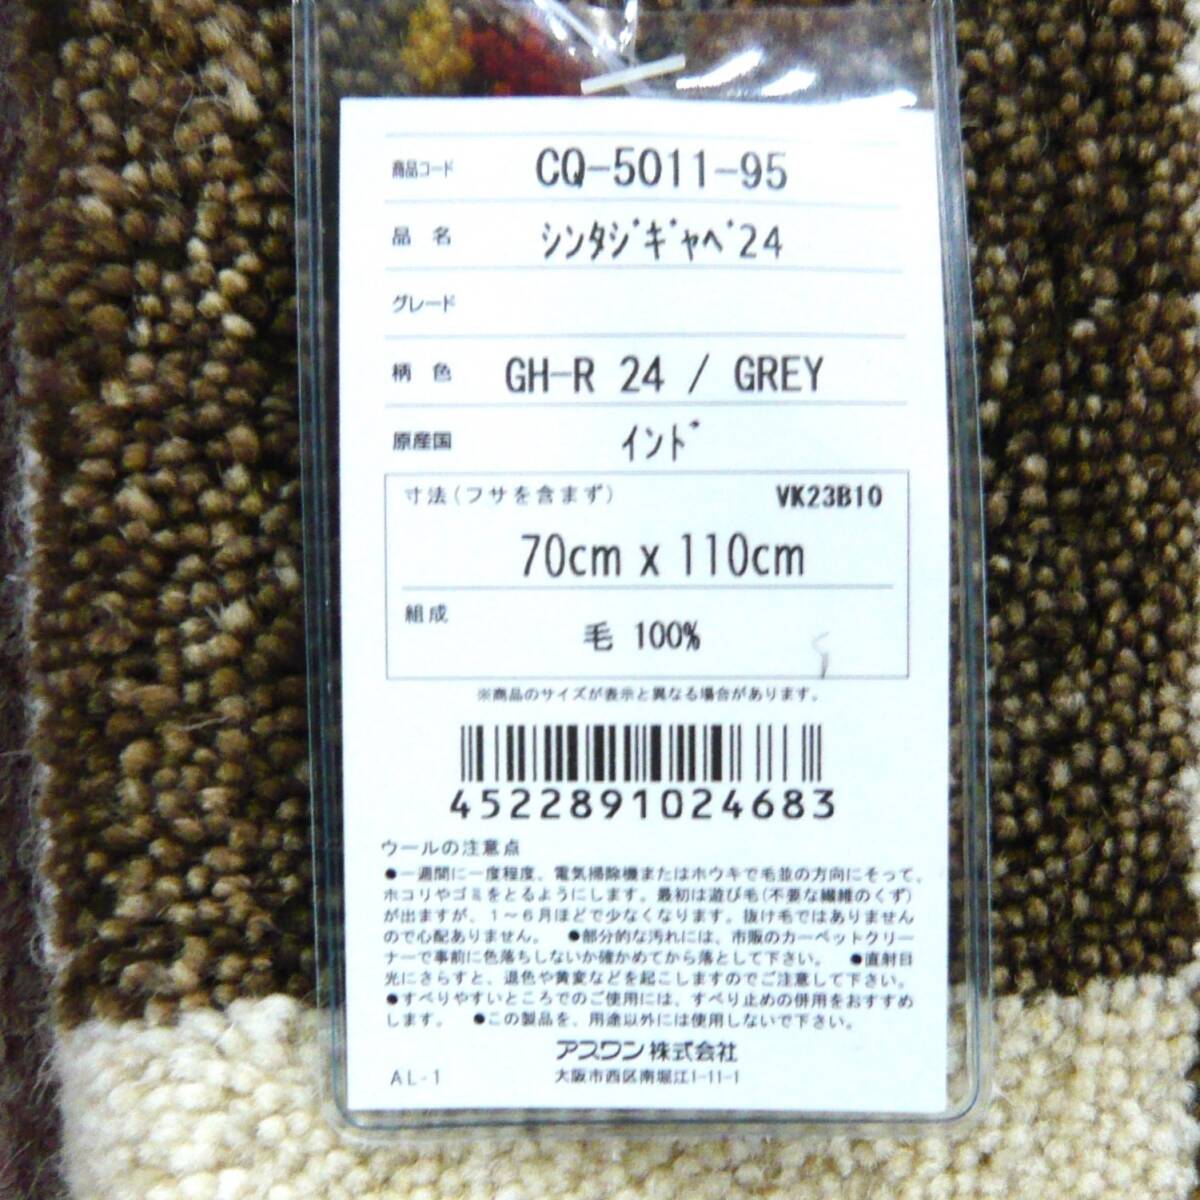 商品コード CQ-5011-95
品名 ｼﾝﾀｼﾞｷﾞｬﾍﾞ24
グレード
柄色 GH-R 24 / GREY
原産国 ｲﾝﾄﾞ
寸法(フサを含まず) VK23B10
70cm x 110cm
組成
毛 100%
※商品のサイズが表示と異なる場合があります。
4522891024683
ウールの注意点
●一週間に一度程度、電気掃除機またはホウキで毛並の方向にそって、
ホコリやゴミをとるようにします。最初は遊び毛(不要な繊維のくず)
が出ますが、1～6月ほどで少なくなります。抜け毛ではありません
ので心配ありません。 ●部分的な汚れには、市販のカーペットクリー
ナーで事前に色落ちしないか確かめてから落として下さい。 ●直射日
光にさらすと、退色や黄変などを起こしますのでご注意して下さい。
●すべりやすいところでのご使用には、すべり止めの併用をおすすめ
します。 ●この製品を、用途以外には使用しないで下さい。
アスワン株式会社
AL-1 大阪市西区南堀江1-11-1